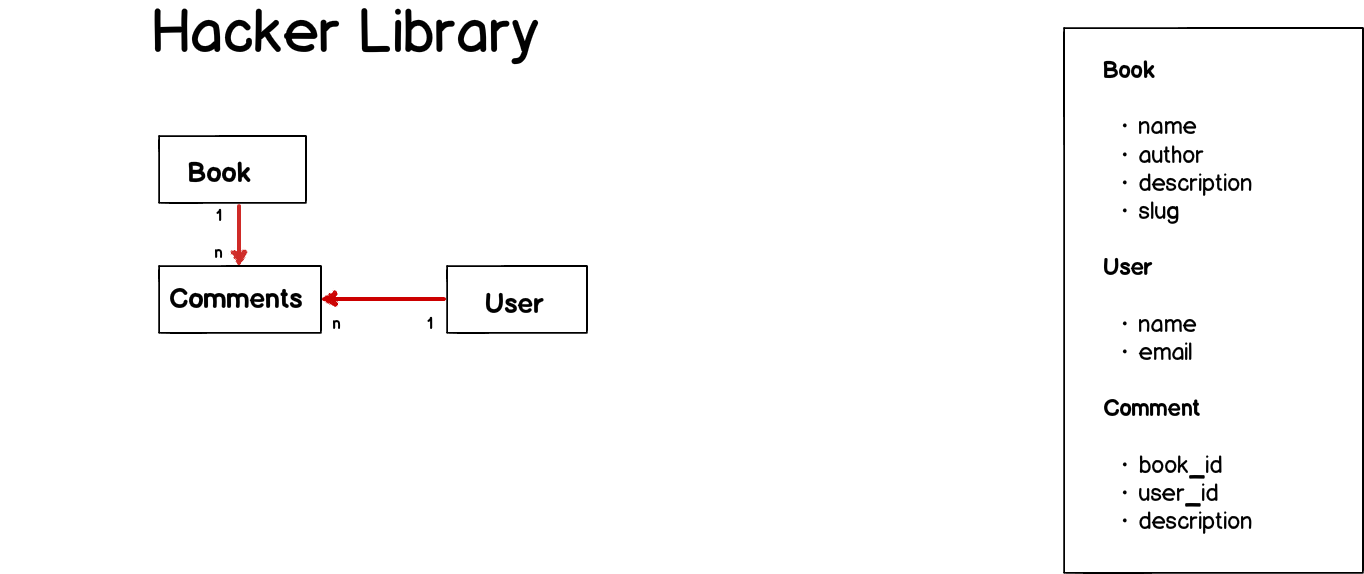 Hacker Library
Book
1
n
Comments
User
n
1
Book
· name
· author
· description
· slug
User
· name
· email
Comment
· book_id
· user_id
· description